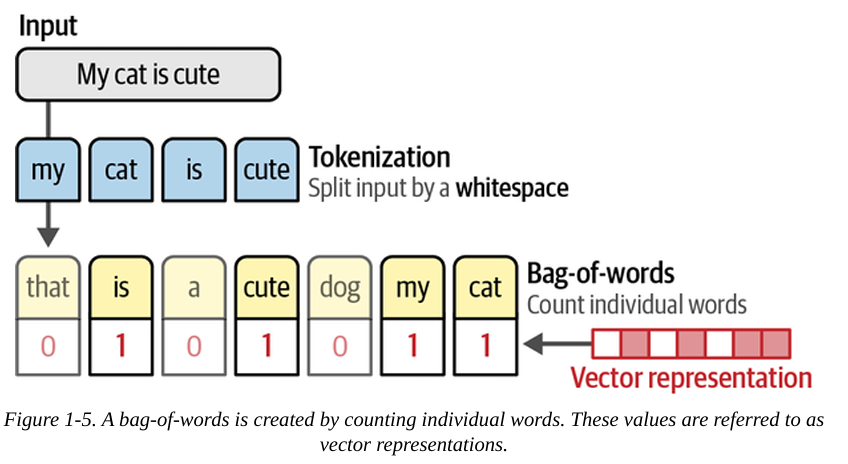 Input
My cat is cute
my cat is cute
Tokenization
Split input by a whitespace
that is a cute dog my cat
Bag-of-words
Count individual words
0 1 0 1 0 1 1
Vector representation
Figure 1-5. A bag-of-words is created by counting individual words. These values are referred to as
vector representations.